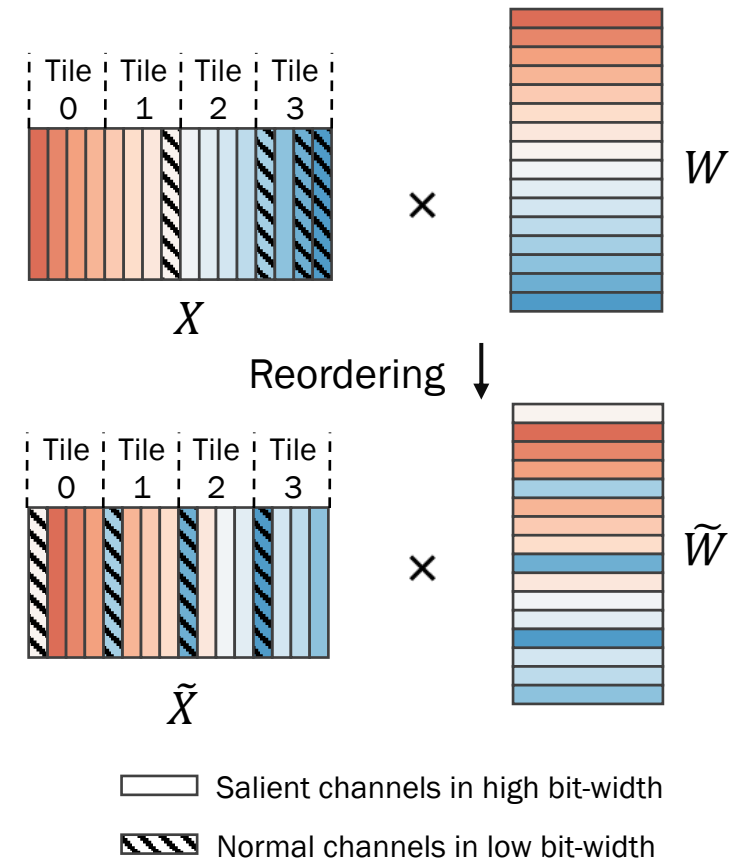 Tile Tile Tile Tile
0 1 2 3
X
×
W
Reordering
Tile Tile Tile Tile
0 1 2 3
X̃
×
W̃
Salient channels in high bit-width
Normal channels in low bit-width